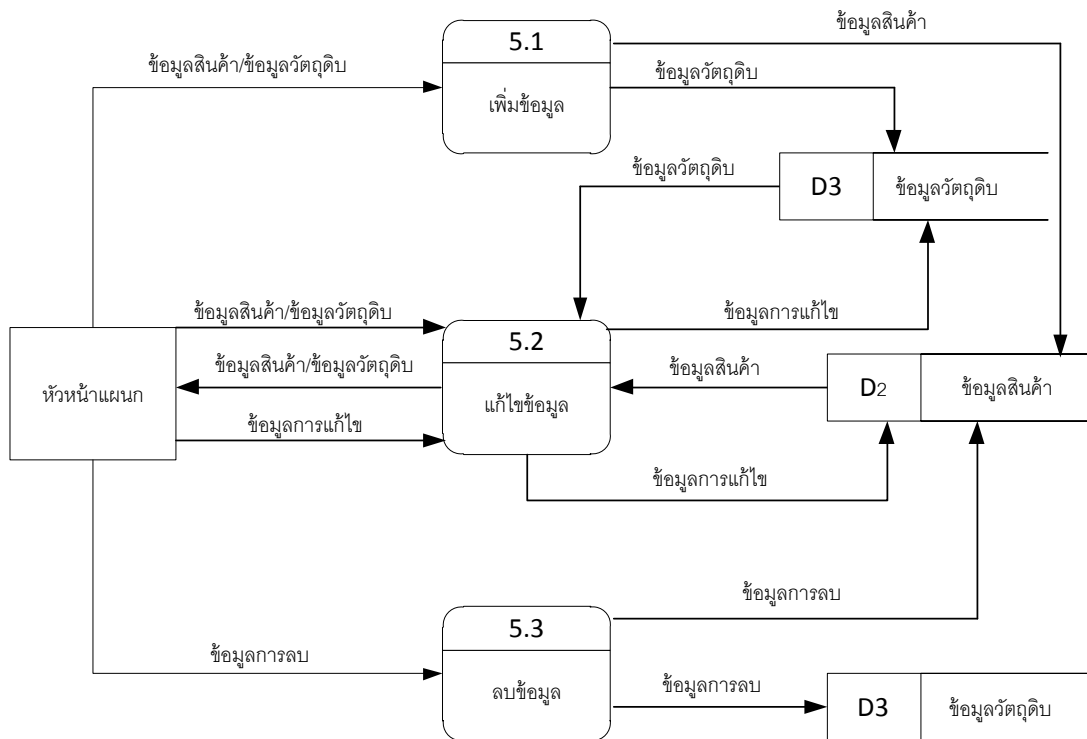 ข้อมูลสินค้า
5.1
ข้อมูลสินค้า/ข้อมูลวัตถุดิบ
ข้อมูลวัตถุดิบ
เพิ่มข้อมูล
ข้อมูลวัตถุดิบ
D3
ข้อมูลวัตถุดิบ
ข้อมูลสินค้า/ข้อมูลวัตถุดิบ
ข้อมูลการแก้ไข
5.2
ข้อมูลสินค้า/ข้อมูลวัตถุดิบ
ข้อมูลสินค้า
หัวหน้าแผนก
แก้ไขข้อมูล
D2
ข้อมูลสินค้า
ข้อมูลการแก้ไข
ข้อมูลการแก้ไข
ข้อมูลการลบ
5.3
ข้อมูลการลบ
ลบข้อมูล
ข้อมูลการลบ
D3
ข้อมูลวัตถุดิบ